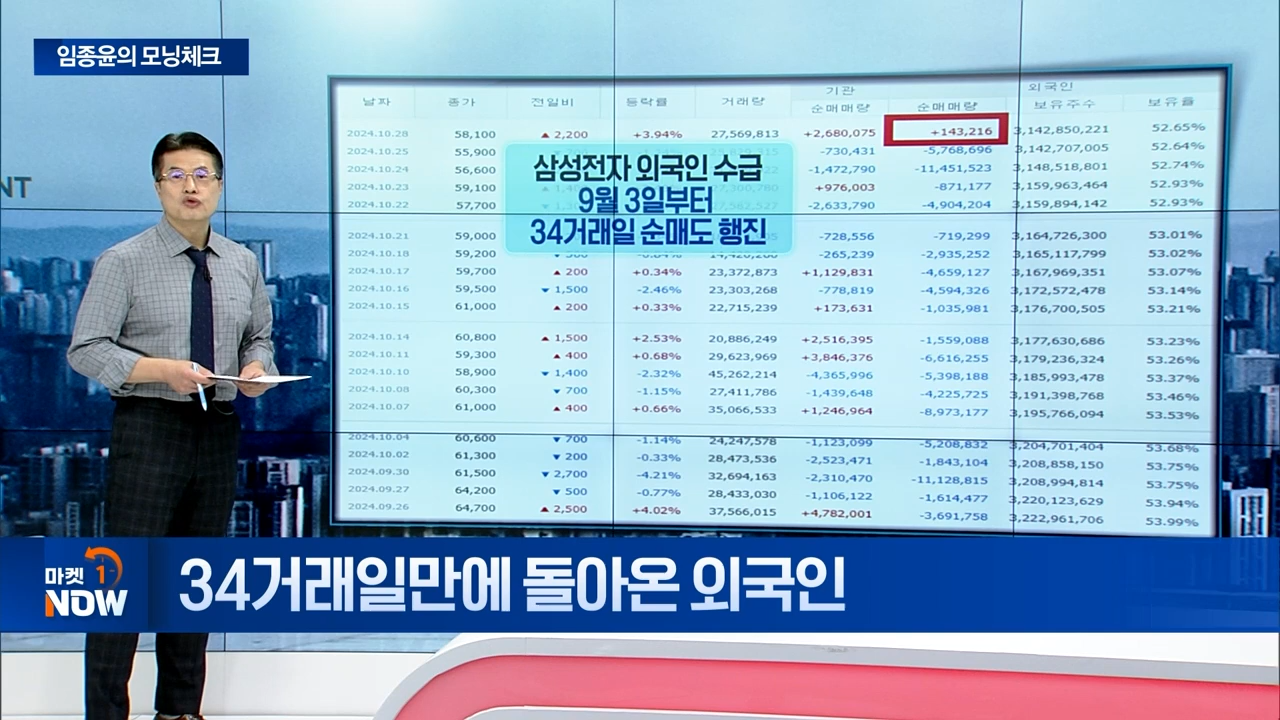 임종윤의 모닝체크
NT
날짜 종가 전일비 등락률 거래량 기관 외국인
순매매량 순매매량 보유주수 보유율
2024.10.28 58,100 ▲ 2,200 +3.94% 27,569,813 +2,680,075 +143,216 3,142,850,221 52.65%
2024.10.25 55,900 -730,431 -5,768,696 3,142,707,005 52.64%
2024.10.24 56,600 -1,472,790 -11,451,523 3,148,518,801 52.74%
2024.10.23 59,100 +976,003 -871,177 3,159,963,464 52.93%
2024.10.22 57,700 -2,633,790 -4,904,204 3,159,894,142 52.93%
삼성전자 외국인 수급
9월 3일부터
34거래일 순매도 행진
2024.10.21 59,000 -728,556 -719,299 3,164,726,300 53.01%
2024.10.18 59,200 -265,239 -2,935,252 3,165,117,799 53.02%
2024.10.17 59,700 ▲ 200 +0.34% 23,372,873 +1,129,831 -4,659,127 3,167,969,351 53.07%
2024.10.16 59,500 ▼ 1,500 -2.46% 23,303,268 -778,819 -4,594,326 3,172,572,478 53.14%
2024.10.15 61,000 ▲ 200 +0.33% 22,715,239 +173,631 -1,035,981 3,176,700,505 53.21%
2024.10.14 60,800 ▲ 1,500 +2.53% 20,886,249 +2,516,395 -1,559,088 3,177,630,686 53.23%
2024.10.11 59,300 ▲ 400 +0.68% 29,623,969 +3,846,376 -6,616,255 3,179,236,324 53.26%
2024.10.10 58,900 ▼ 1,400 -2.32% 45,262,214 -4,365,996 -5,398,188 3,185,993,478 53.37%
2024.10.08 60,300 ▼ 700 -1.15% 27,411,786 -1,439,648 -4,225,725 3,191,398,768 53.46%
2024.10.07 61,000 ▲ 400 +0.66% 35,066,533 +1,246,964 -8,973,177 3,195,766,094 53.53%
2024.10.04 60,600 ▼ 700 -1.14% 24,247,578 -1,123,099 -5,208,832 3,204,701,404 53.68%
2024.10.02 61,300 ▼ 200 -0.33% 28,473,536 -2,523,471 -1,843,104 3,208,858,150 53.75%
2024.09.30 61,500 ▼ 2,700 -4.21% 32,694,163 -2,310,470 -11,128,815 3,208,994,814 53.75%
2024.09.27 64,200 ▼ 500 -0.77% 28,433,030 -1,106,122 -1,614,477 3,220,123,629 53.94%
2024.09.26 64,700 ▲ 2,500 +4.02% 37,566,015 +4,782,001 -3,691,758 3,222,961,706 53.99%
마켓 1
NOW
34거래일만에 돌아온 외국인